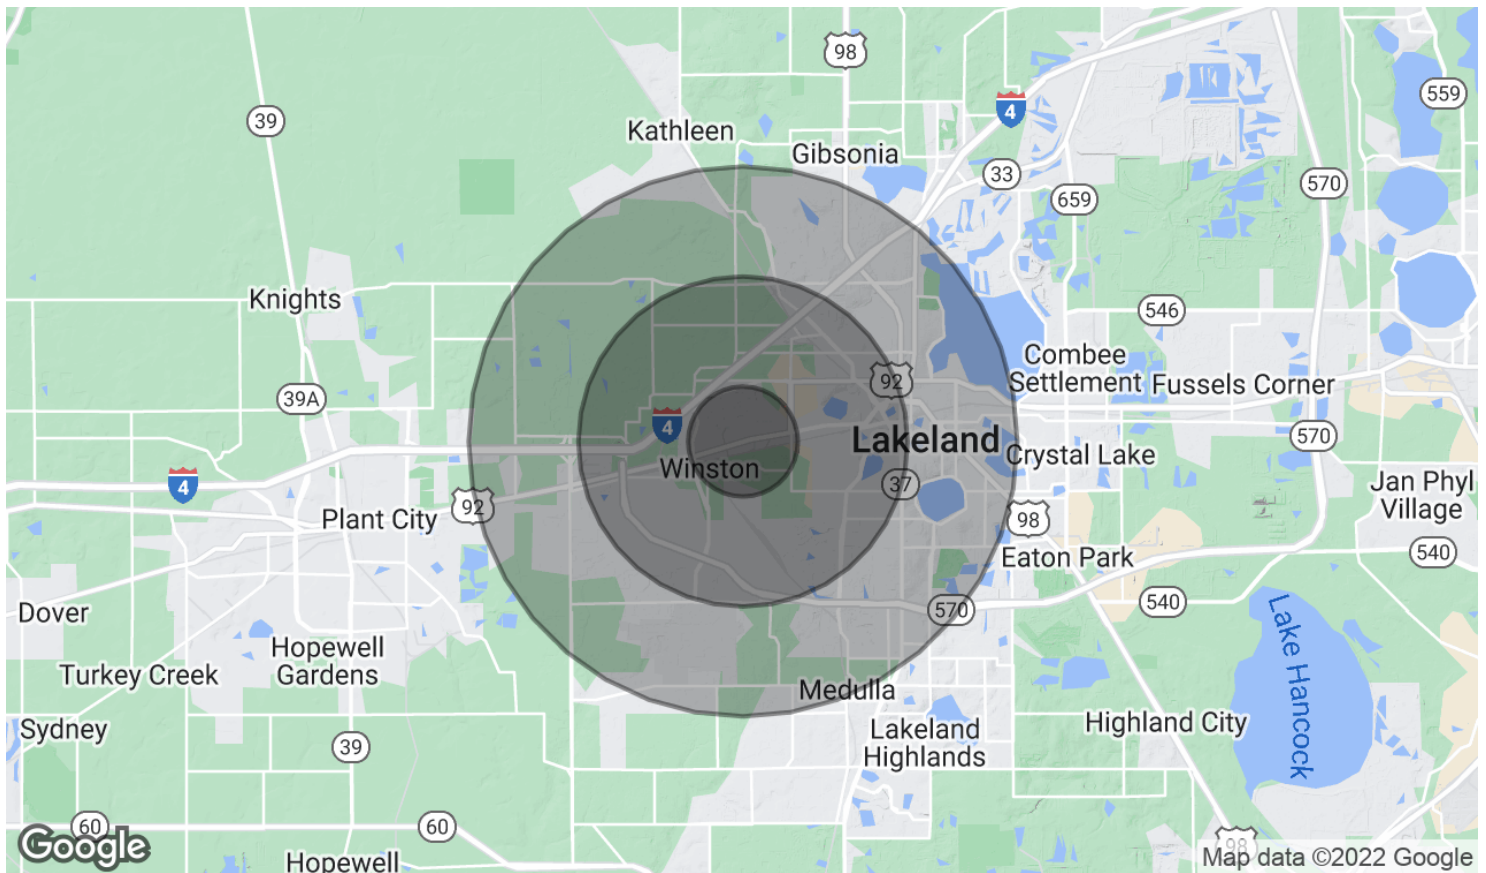 98
559
4
39
Kathleen
Gibsonia
33
570
659
Knights
546
Combee
Settlement
Fussels Corner
92
39A
4
570
Lakeland
Crystal Lake
Winston
4
37
Jan Phyl
Village
92
Plant City
98
540
Eaton Park
570
540
Dover
Lake Hancock
Hopewell
Gardens
Turkey Creek
Medulla
Sydney
Lakeland
Highlands
Highland City
39
60
60
Google
98
Hopewell
Map data ©2022 Google